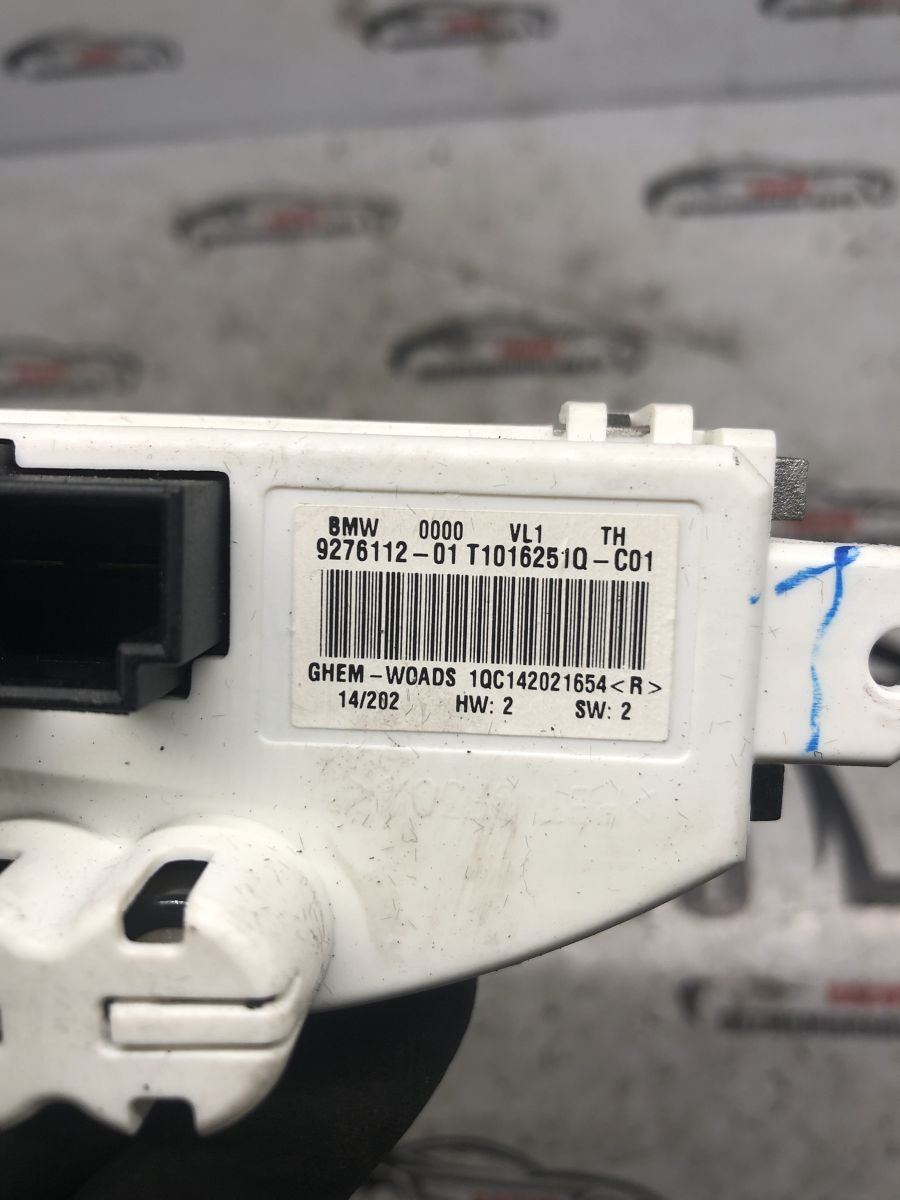 BMW 0000 VL1 TH
9276112-01 T1016251Q-C01
GHEM-WOADS 1QC142021654<R>
14/202 HW: 2 SW: 2